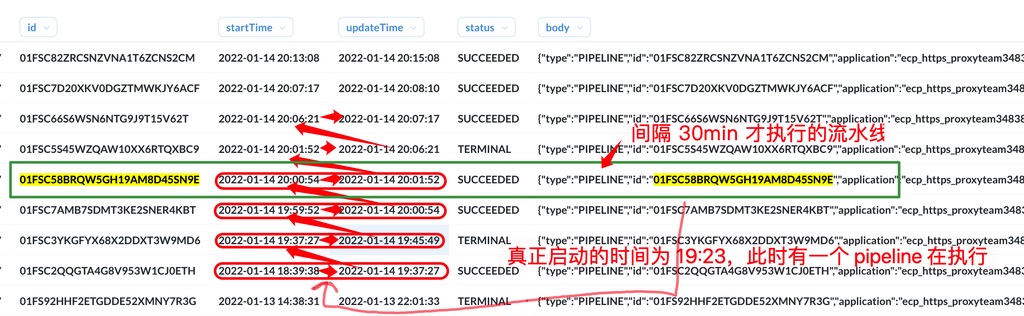 id startTime updateTime status body
01FSC82ZRCSNZVNA1T6ZCNS2CM 2022-01-14 20:13:08 2022-01-14 20:15:08 SUCCEEDED {"type":"PIPELINE","id":"01FSC82ZRCSNZVNA1T6ZCNS2CM","application":"ecp_https_proxyteam3483
01FSC7D20XKV0DGZTMWKJY6ACF 2022-01-14 20:07:17 2022-01-14 20:08:10 SUCCEEDED {"type":"PIPELINE","id":"01FSC7D20XKV0DGZTMWKJY6ACF","application":"ecp_https_proxyteam3483
01FSC66S6WSN6NTG9J9T15V62T 2022-01-14 20:06:21 2022-01-14 20:07:17 SUCCEEDED {"type":"PIPELINE","id":"01FSC66S6WSN6NTG9J9T15V62T","application":"ecp_https_proxyteam3483
间隔 30min 才执行的流水线
01FSC5S45WZQAW10XX6RTQXBC9 2022-01-14 20:01:52 2022-01-14 20:06:21 TERMINAL {"type":"PIPELINE","id":"01FSC5S45WZQAW10XX6RTQXBC9","application":"ecp_https_proxyteam3483
01FSC58BRQW5GH19AM8D45SN9E 2022-01-14 20:00:54 2022-01-14 20:01:52 SUCCEED {"type":"PIPELINE","id":"01FSC58BRQW5GH19AM8D45SN9E","application":"ecp_https_proxyteam3483
01FSC7AMB7SDMT3KE2SNER4KBT 2022-01-14 19:59:52 2022-01-14 20:00:54 SUCCEEDED {"type":"PIPELINE","id":"01FSC7AMB7SDMT3KE2SNER4KBT","application":"ecp_https_proxyteam3483
01FSC3YKGFYX68X2DDXT3W9MD6 2022-01-14 19:37:27 2022-01-14 19:45:49 TERMINAL {"type":"PIPELINE","id":"01FSC3YKGFYX68X2DDXT3W9MD6","application":"ecp_https_proxyteam3483
真正启动的时间为 19:23，此时有一个 pipeline 在执行
01FSC2QQGTA4G8V953W1CJ0ETH 2022-01-14 18:39:38 2022-01-14 19:37:27 SUCCEEDED {"type":"PIPELINE","id":"01FSC2QQGTA4G8V953W1CJ0ETH","application":"ecp_https_proxyteam3483
01FS92HHF2ETGDDE52XMNY7R3G 2022-01-13 14:38:31 2022-01-13 22:01:33 TERMINAL {"type":"PIPELINE","id":"01FS92HHF2ETGDDE52XMNY7R3G","application":"ecp_https_proxyteam3483